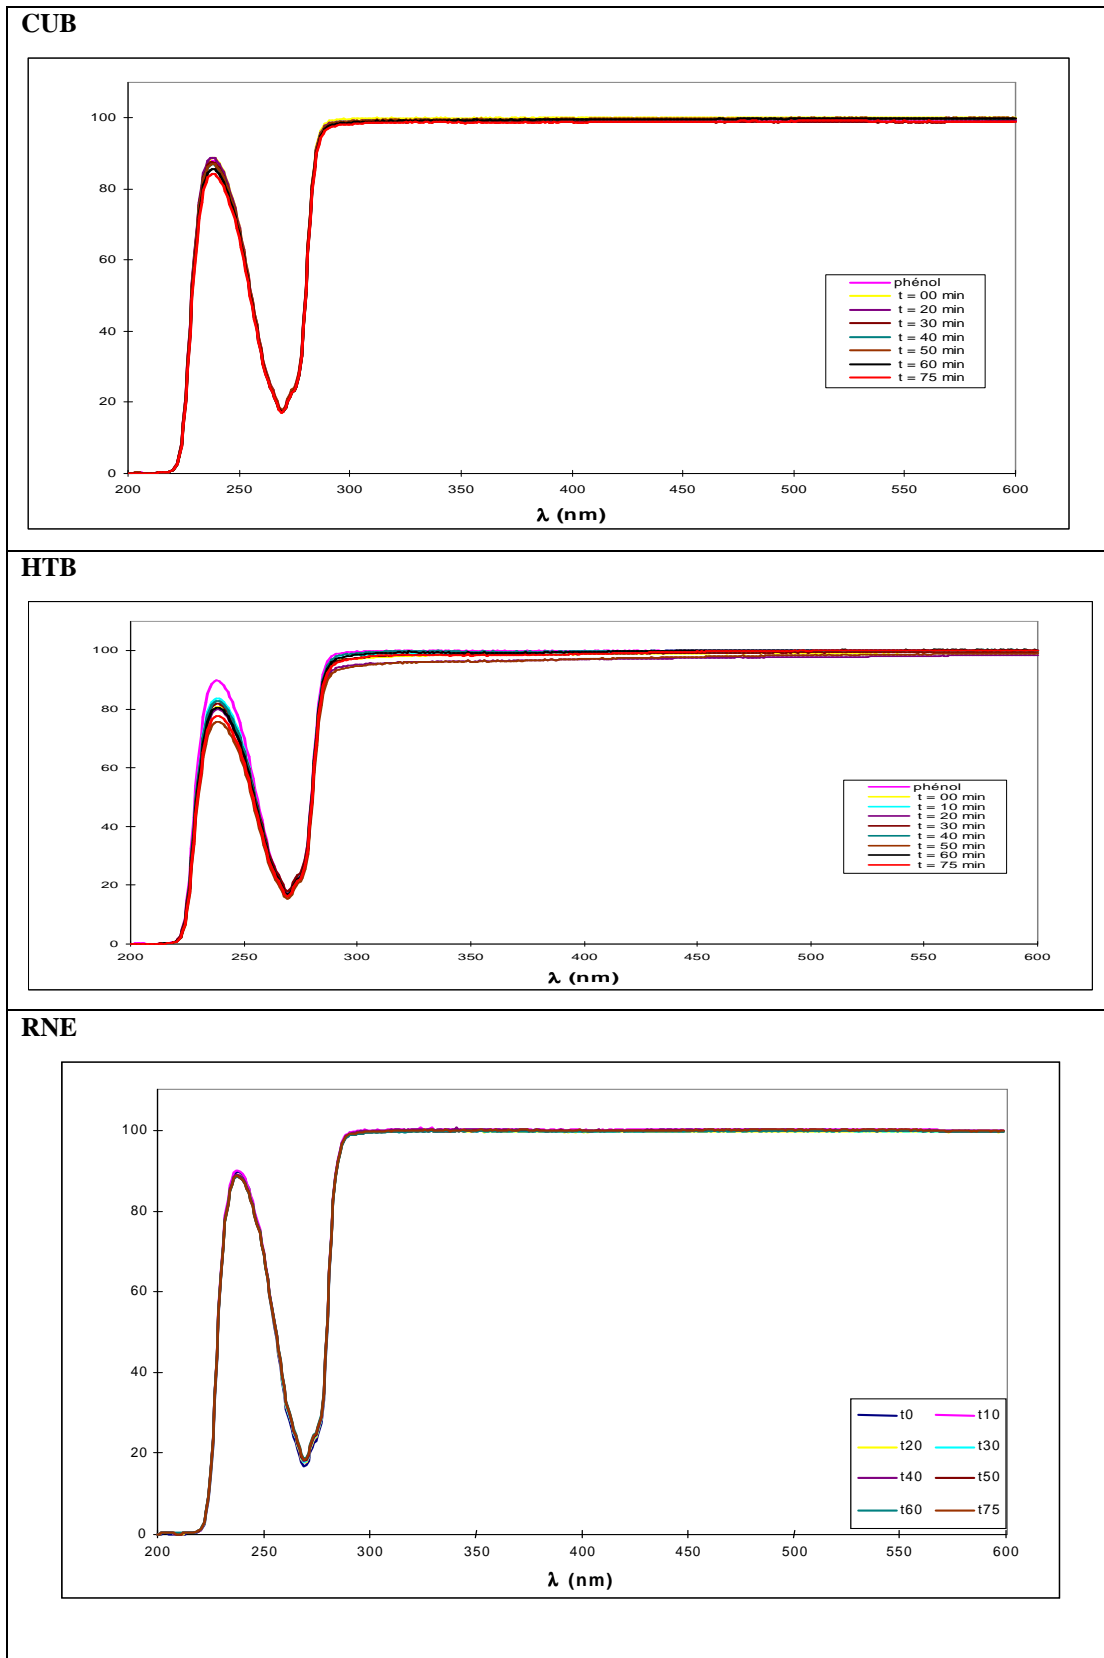 CUB
100
80
60
40
20
0
200 250 300 350 400 450 500 550 600
λ (nm)
phénol
t = 00 min
t = 20 min
t = 30 min
t = 40 min
t = 50 min
t = 60 min
t = 75 min
HTB
100
80
60
40
20
0
200 250 300 350 400 450 500 550 600
λ (nm)
phénol
t = 00 min
t = 10 min
t = 20 min
t = 30 min
t = 40 min
t = 50 min
t = 60 min
t = 75 min
RNE
100
80
60
40
20
0
200 250 300 350 400 450 500 550 600
λ (nm)
t0 t10
t20 t30
t40 t50
t60 t75